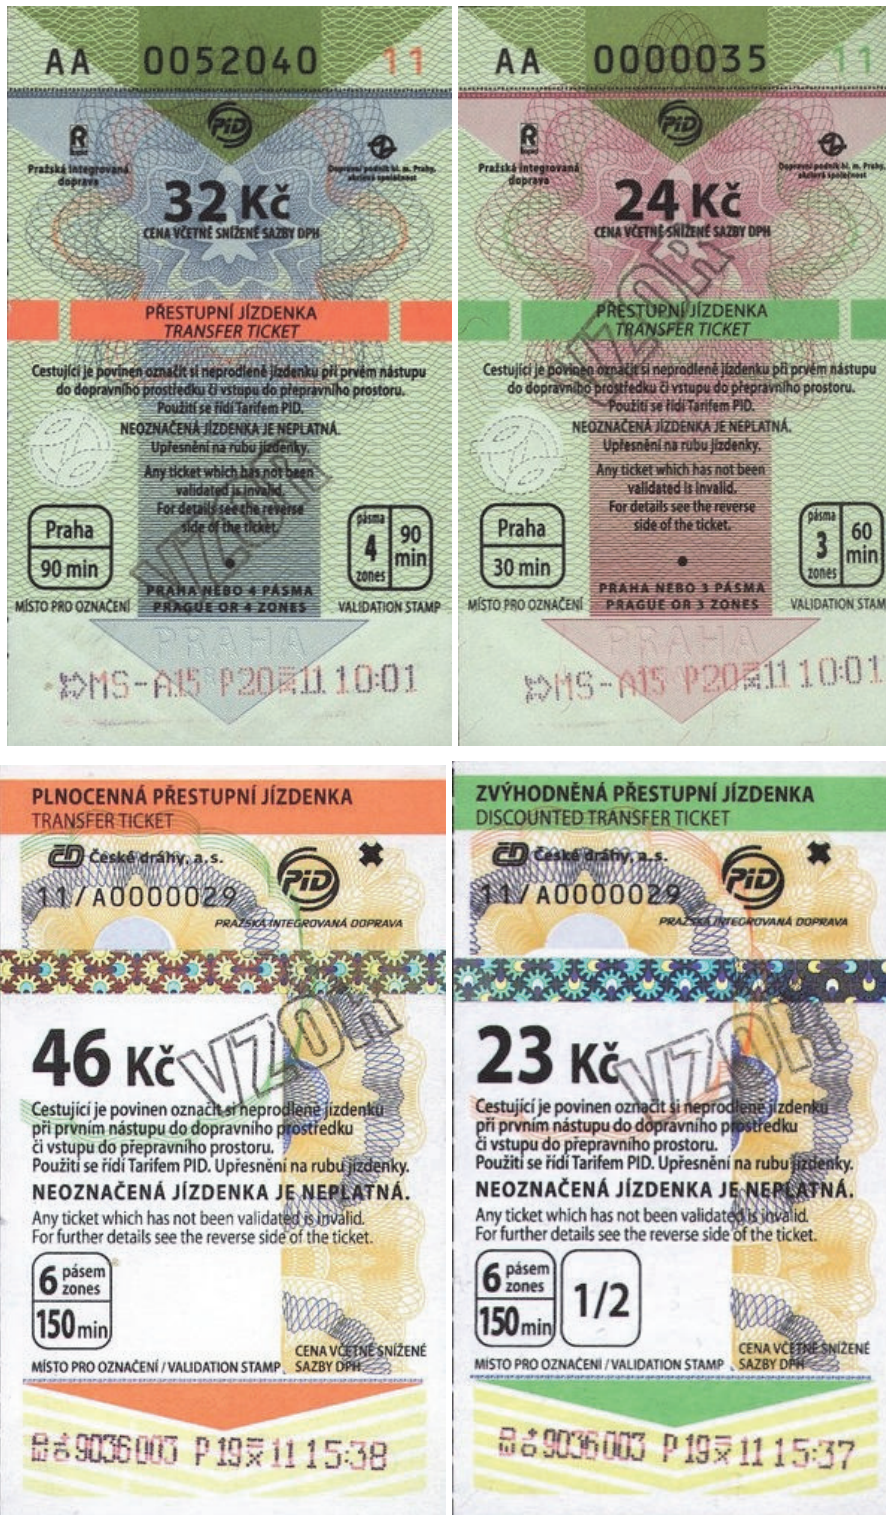 AA 0052040 11
PiD
Pražská integrovaná
doprava
Dopravní podnik hl. m. Prahy,
akciová společnost
32 Kč
CENA VČETNĚ SNÍŽENÉ SAZBY DPH
PŘESTUPNÍ JÍZDENKA
TRANSFER TICKET
Cestující je povinen označit si neprodleně jízdenku při prvém nástupu
do dopravního prostředku či vstupu do přepravního prostoru.
Použití se řídí Tarifem PID.
NEOZNAČENÁ JÍZDENKA JE NEPLATNÁ.
Upřesnění na rubu jízdenky.
Any ticket which has not been
validated is invalid.
For details see the reverse
side of the ticket.
VZOR
Praha
90 min
pásma
4
zones
90
min
PRAHA NEBO 4 PÁSMA
PRAGUE OR 4 ZONES
MÍSTO PRO OZNAČENÍ
VALIDATION STAMP
PRAHA
MS-A15 P20 11 10:01
AA 0000035 11
PiD
Pražská integrovaná
doprava
Dopravní podnik hl. m. Prahy,
akciová společnost
24 Kč
CENA VČETNĚ SNÍŽENÉ SAZBY DPH
VZOR
PŘESTUPNÍ JÍZDENKA
TRANSFER TICKET
Cestující je povinen označit si neprodleně jízdenku při prvém nástupu
do dopravního prostředku či vstupu do přepravního prostoru.
Použití se řídí Tarifem PID.
NEOZNAČENÁ JÍZDENKA JE NEPLATNÁ.
Upřesnění na rubu jízdenky.
Any ticket which has not been
validated is invalid.
For details see the reverse
side of the ticket.
Praha
30 min
pásma
3
zones
60
min
PRAHA NEBO 3 PÁSMA
PRAGUE OR 3 ZONES
MÍSTO PRO OZNAČENÍ
VALIDATION STAM
PRAHA
MS-A15 P20 11 10:01
PLNOCENNÁ PŘESTUPNÍ JÍZDENKA
TRANSFER TICKET
ČD České dráhy, a.s.
PiD
11/A0000029
PRAŽSKÁ INTEGROVANÁ DOPRAVA
46 Kč
VZOR
Cestující je povinen označit si neprodleně jízdenku
při prvním nástupu do dopravního prostředku
či vstupu do přepravního prostoru.
Použití se řídí Tarifem PID. Upřesnění na rubu jízdenky.
NEOZNAČENÁ JÍZDENKA JE NEPLATNÁ.
Any ticket which has not been validated is invalid.
For further details see the reverse side of the ticket.
6 pásem
zones
150 min
CENA VČETNĚ SNÍŽENÉ
SAZBY DPH
MÍSTO PRO OZNAČENÍ / VALIDATION STAMP
9036003 P 19 11 15:38
ZVÝHODNĚNÁ PŘESTUPNÍ JÍZDENKA
DISCOUNTED TRANSFER TICKET
ČD České dráhy, a.s.
PiD
11/A0000029
PRAŽSKÁ INTEGROVANÁ DOPRAVA
23 Kč
VZOR
Cestující je povinen označit si neprodleně jízdenku
při prvním nástupu do dopravního prostředku
či vstupu do přepravního prostoru.
Použití se řídí Tarifem PID. Upřesnění na rubu jízdenky.
NEOZNAČENÁ JÍZDENKA JE NEPLATNÁ.
Any ticket which has not been validated is invalid.
For further details see the reverse side of the ticket.
6 pásem
zones
150 min
1/2
CENA VČETNĚ SNÍŽENÉ
SAZBY DPH
MÍSTO PRO OZNAČENÍ / VALIDATION STAMP
9036003 P 19 11 15:37